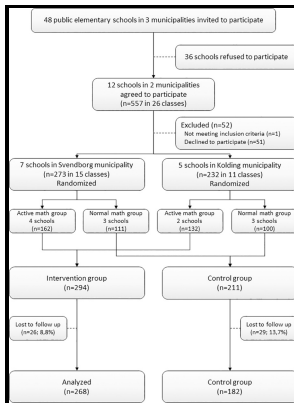 48 public elementary schools in 3 municipalities invited to participate
36 schools refused to participate
12 schools in 2 municipalities
agreed to participate
(n=557 in 26 classes)
Excluded (n=52)
Not meeting inclusion criteria (n=1)
Declined to participate (n=51)
7 schools in Svendborg municipality
(n=273 in 15 classes)
Randomized
5 schools in Kolding municipality
(n=232 in 11 classes)
Randomized
Active math group
4 schools
(n=162)
Normal math group
3 schools
(n=111)
Active math group
2 schools
(n=132)
Normal math group
3 schools
(n=100)
Intervention group
(n=294)
Control group
(n=211)
Lost to follow up
(n=26; 8,8%)
Lost to follow up
(n=29; 13,7%)
Analyzed
(n=268)
Control group
(n=182)